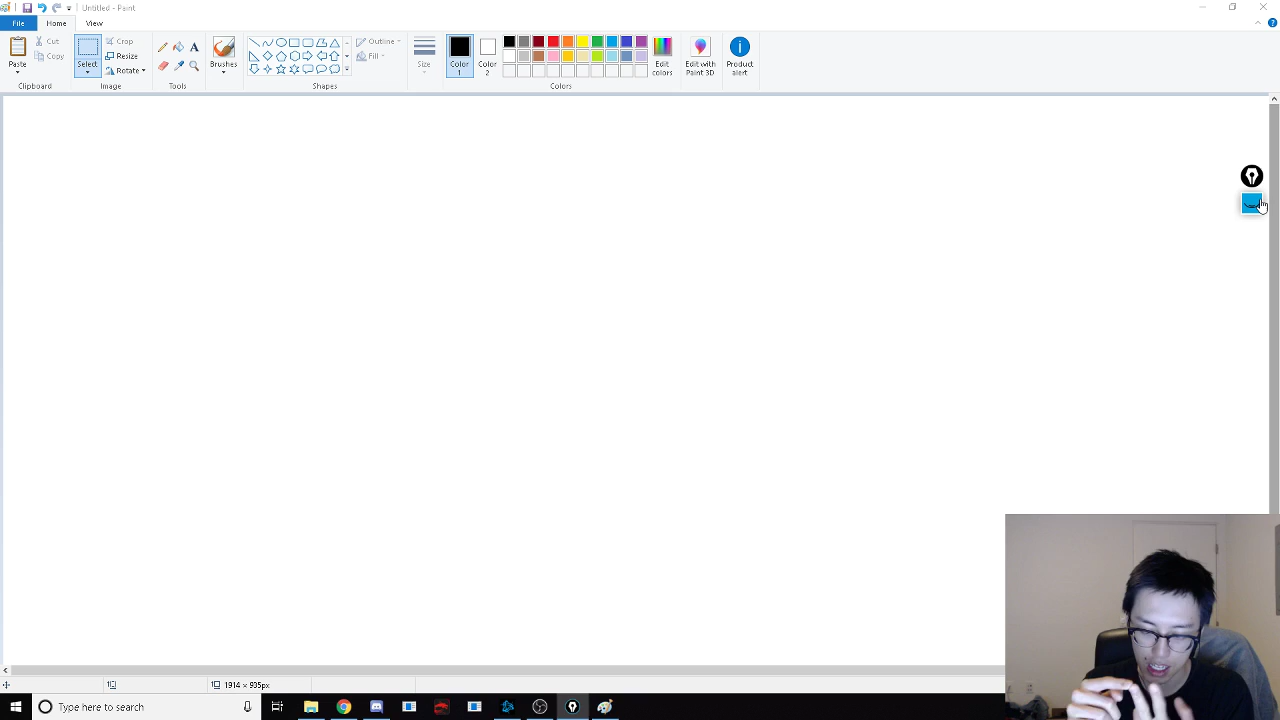 Untitled - Paint
File Home View
Paste
Cut
Copy
Clipboard
Select
Crop
Resize
Rotate
Image
A
Tools
Brushes
Shapes
Outline
Fill
Size
Color 1
Color 2
Edit colors
Colors
Edit with Paint 3D
Product alert
1914 × 935px
Type here to search